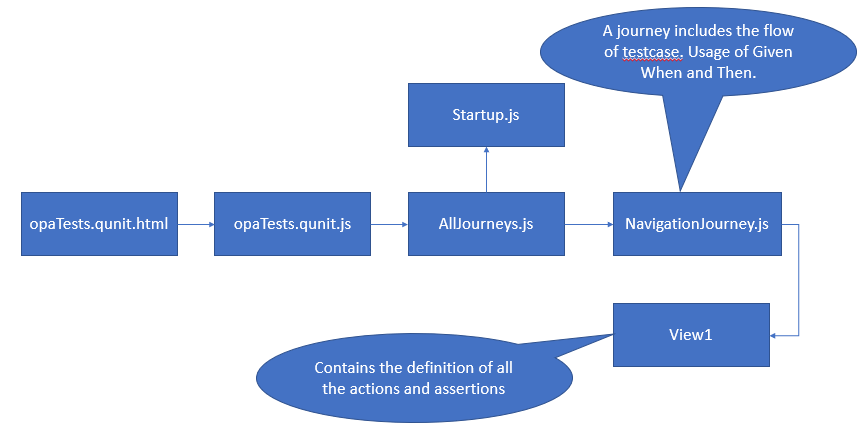 A journey includes the flow
of testcase. Usage of Given
When and Then.
Startup.js
opaTests.qunit.html
opaTests.qunit.js
AllJourneys.js
NavigationJourney.js
View1
Contains the definition of all
the actions and assertions